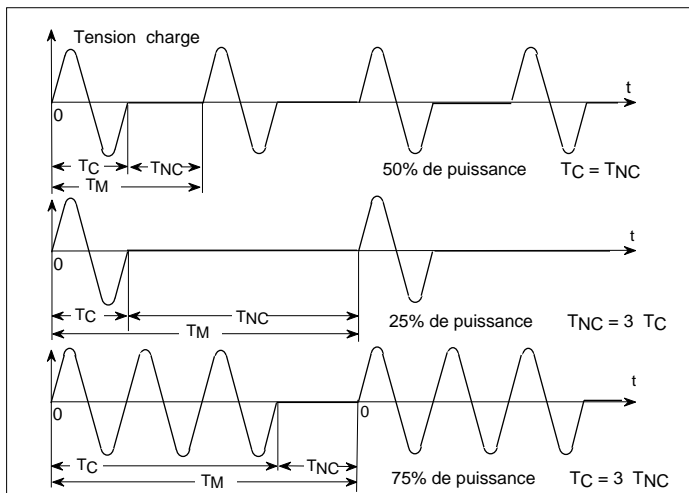 Tension charge
t
0
TC TNC
TM
50% de puissance TC = TNC
t
0
TC TNC
TM
25% de puissance TNC = 3 TC
t
0 0
TC TNC
TM
75% de puissance TC = 3 TNC